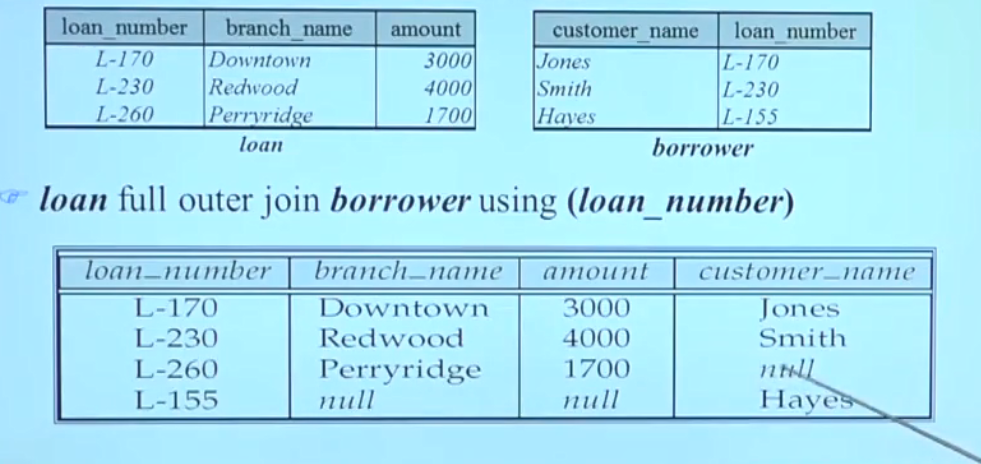 loan_number branch_name amount
L-170 Downtown 3000
L-230 Redwood 4000
L-260 Perryridge 1700
loan
customer_name loan_number
Jones L-170
Smith L-230
Hayes L-155
borrower
loan full outer join borrower using (loan_number)
loan_number branch_name amount customer_name
L-170 Downtown 3000 Jones
L-230 Redwood 4000 Smith
L-260 Perryridge 1700 null
L-155 null null Hayes